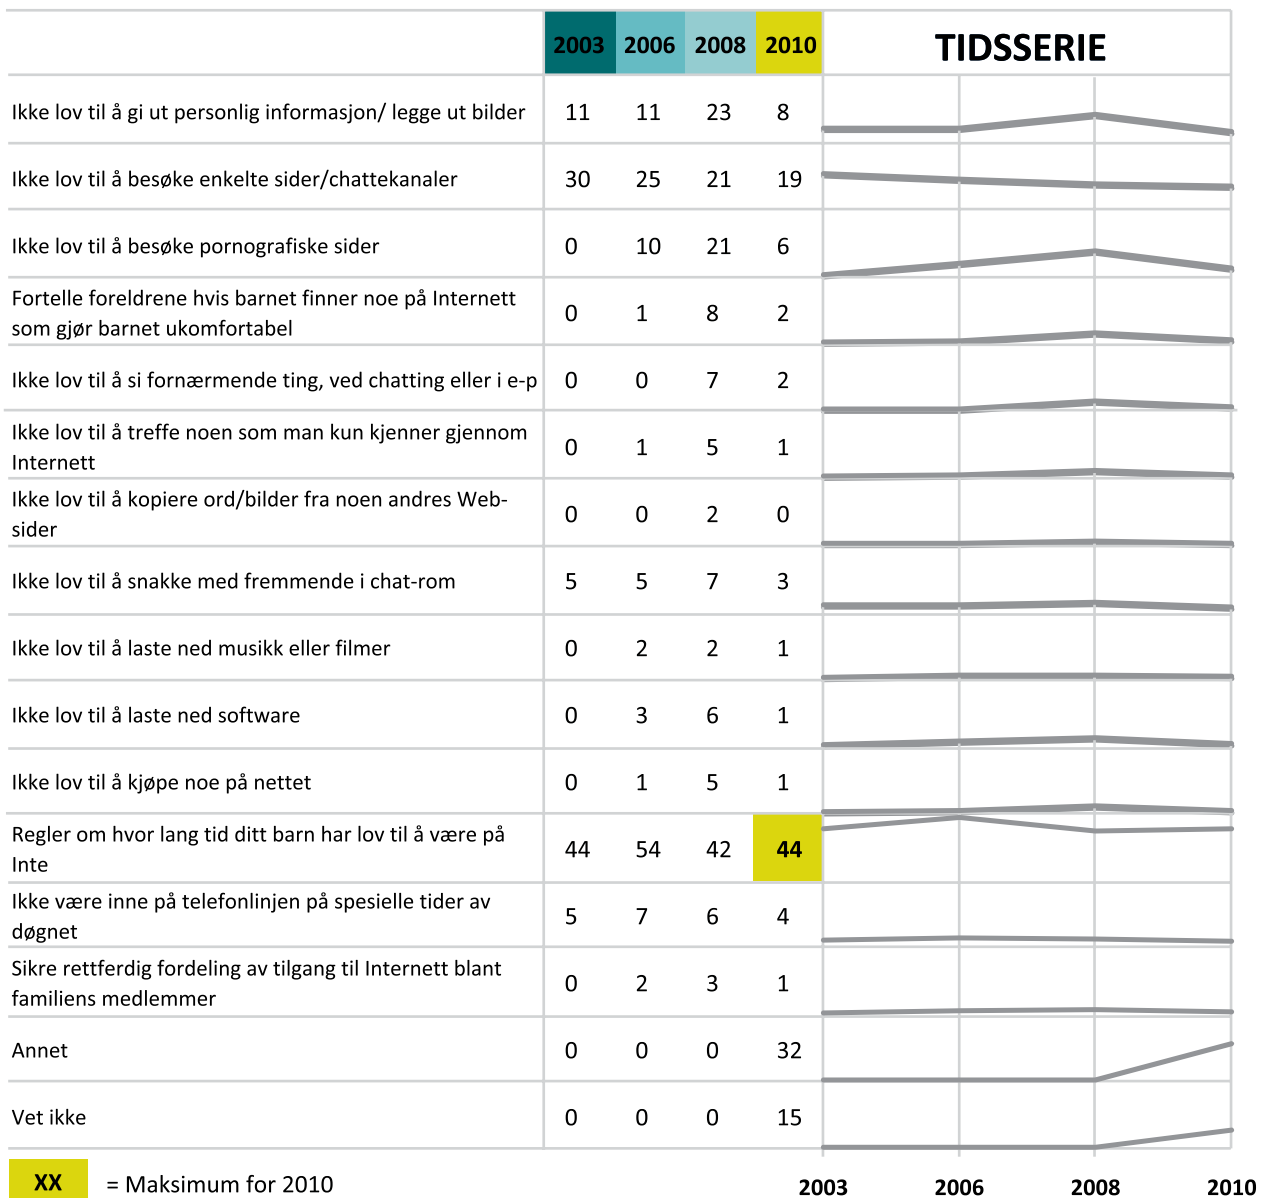 2003 2006 2008 2010 TIDSSERIE
Ikke lov til å gi ut personlig informasjon/ legge ut bilder 11 11 23 8
Ikke lov til å besøke enkelte sider/chattekanaler 30 25 21 19
Ikke lov til å besøke pornografiske sider 0 10 21 6
Fortelle foreldrene hvis barnet finner noe på Internett
som gjør barnet ukomfortabel 0 1 8 2
Ikke lov til å si fornærmende ting, ved chatting eller i e-p 0 0 7 2
Ikke lov til å treffe noen som man kun kjenner gjennom
Internett 0 1 5 1
Ikke lov til å kopiere ord/bilder fra noen andres Web-
sider 0 0 2 0
Ikke lov til å snakke med fremmende i chat-rom 5 5 7 3
Ikke lov til å laste ned musikk eller filmer 0 2 2 1
Ikke lov til å laste ned software 0 3 6 1
Ikke lov til å kjøpe noe på nettet 0 1 5 1
Regler om hvor lang tid ditt barn har lov til å være på
Inte 44 54 42 44
Ikke være inne på telefonlinjen på spesielle tider av
døgnet 5 7 6 4
Sikre rettferdig fordeling av tilgang til Internett blant
familiens medlemmer 0 2 3 1
Annet 0 0 0 32
Vet ikke 0 0 0 15
XX = Maksimum for 2010
2003 2006 2008 2010